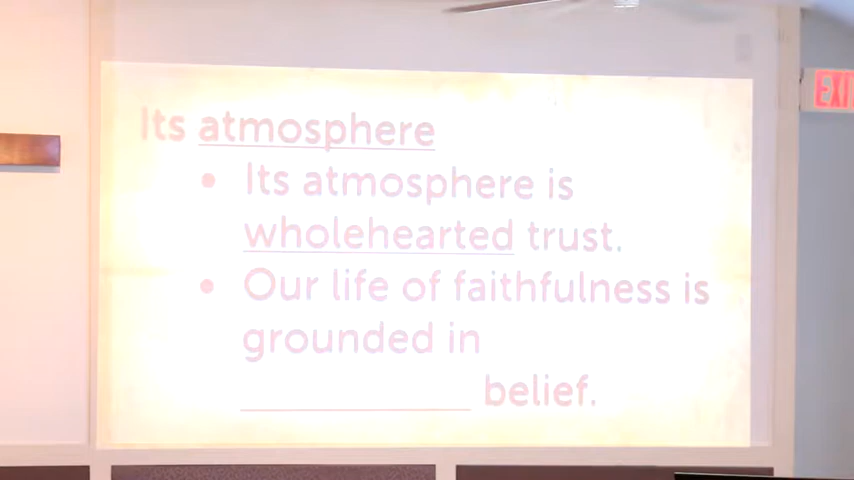 Its atmosphere
• Its atmosphere is
wholehearted trust.
• Our life of faithfulness is
grounded in
____________ belief.
EXIT